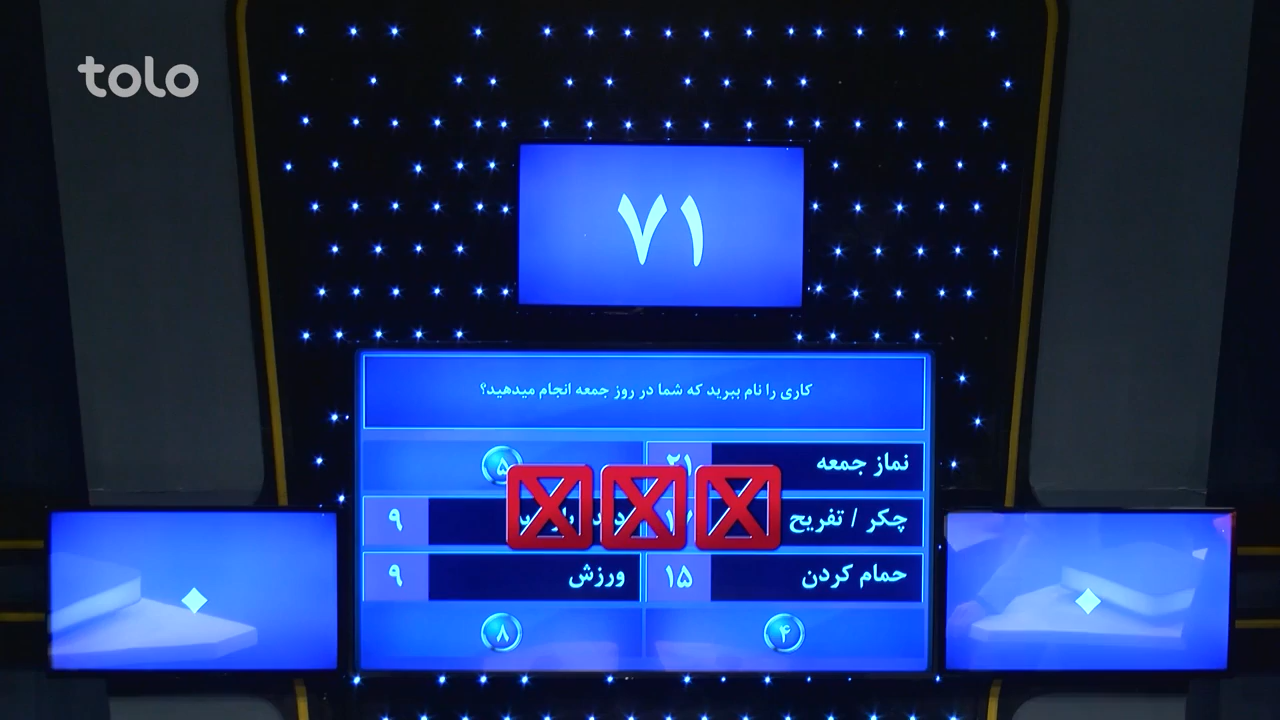 tolo
۷۱
کاری را نام ببرید که شما در روز جمعه انجام میدهید؟
نماز جمعه ۲۱
۵
چکر / تفریح
۹
حمام کردن ۱۵
ورزش ۹
۴
۸